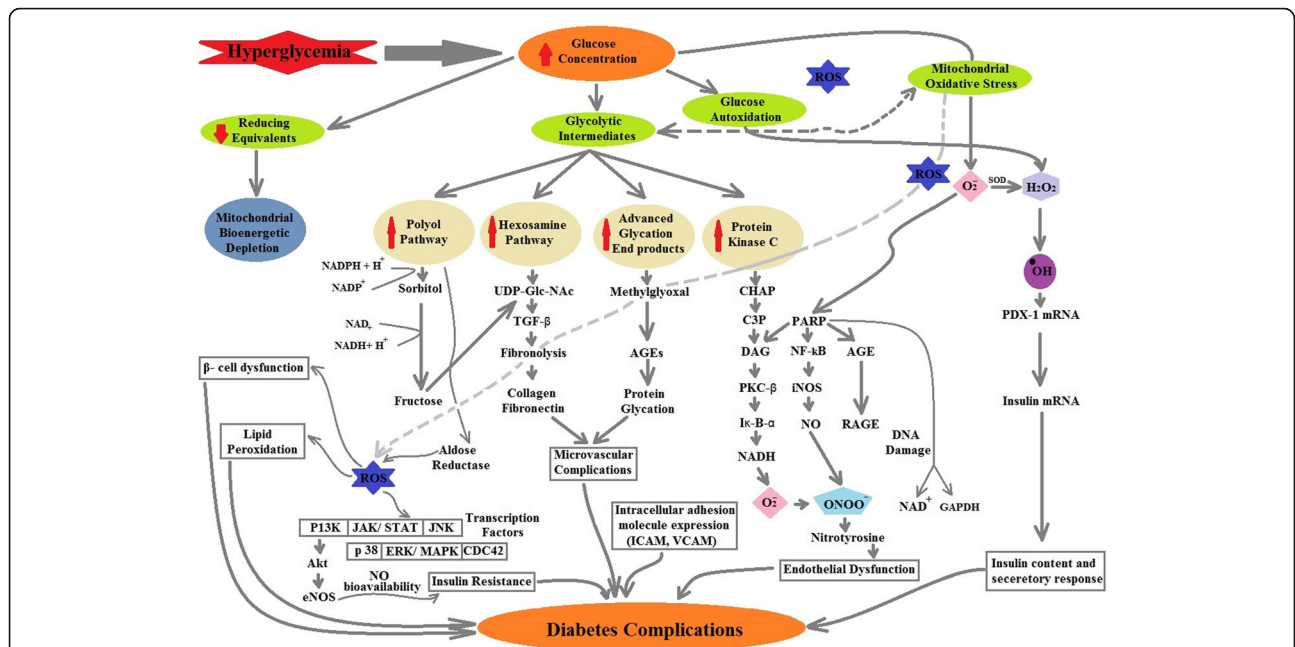 Hyperglycemia
Glucose
Concentration
ROS
Mitochondrial
Oxidative Stress
Reducing
Equivalents
Glycolytic
Intermediates
Glucose
Autoxidation
ROS
O₂⁻
SOD
H₂O₂
Mitochondrial
Bioenergetic
Depletion
Polyol
Pathway
Hexosamine
Pathway
Advanced
Glycation
End products
Protein
Kinase C
•OH
NADPH + H⁺
NADP⁺
Sorbitol
UDP-Glc-NAc
Methylglyoxal
CHAP
PDX-1 mRNA
NAD₊
NADH+ H⁺
TGF-β
C3P
PARP
Fibronolysis
AGEs
DAG
NF-kB
AGE
β- cell dysfunction
Fructose
Collagen
Fibronectin
Protein
Glycation
PKC-β
iNOS
Insulin mRNA
Iκ-B-α
NO
RAGE
Lipid
Peroxidation
Aldose
Reductase
Microvascular
Complications
NADH
DNA
Damage
ROS
O₂⁻
ONOO⁻
NAD⁺
GAPDH
P13K
JAK/ STAT
JNK
Transcription
Factors
p 38
ERK/ MAPK
CDC42
Intracellular adhesion
molecule expression
(ICAM, VCAM)
Nitrotyrosine
Akt
NO
bioavailability
eNOS
Insulin Resistance
Endothelial Dysfunction
Insulin content and
seceretory response
Diabetes Complications